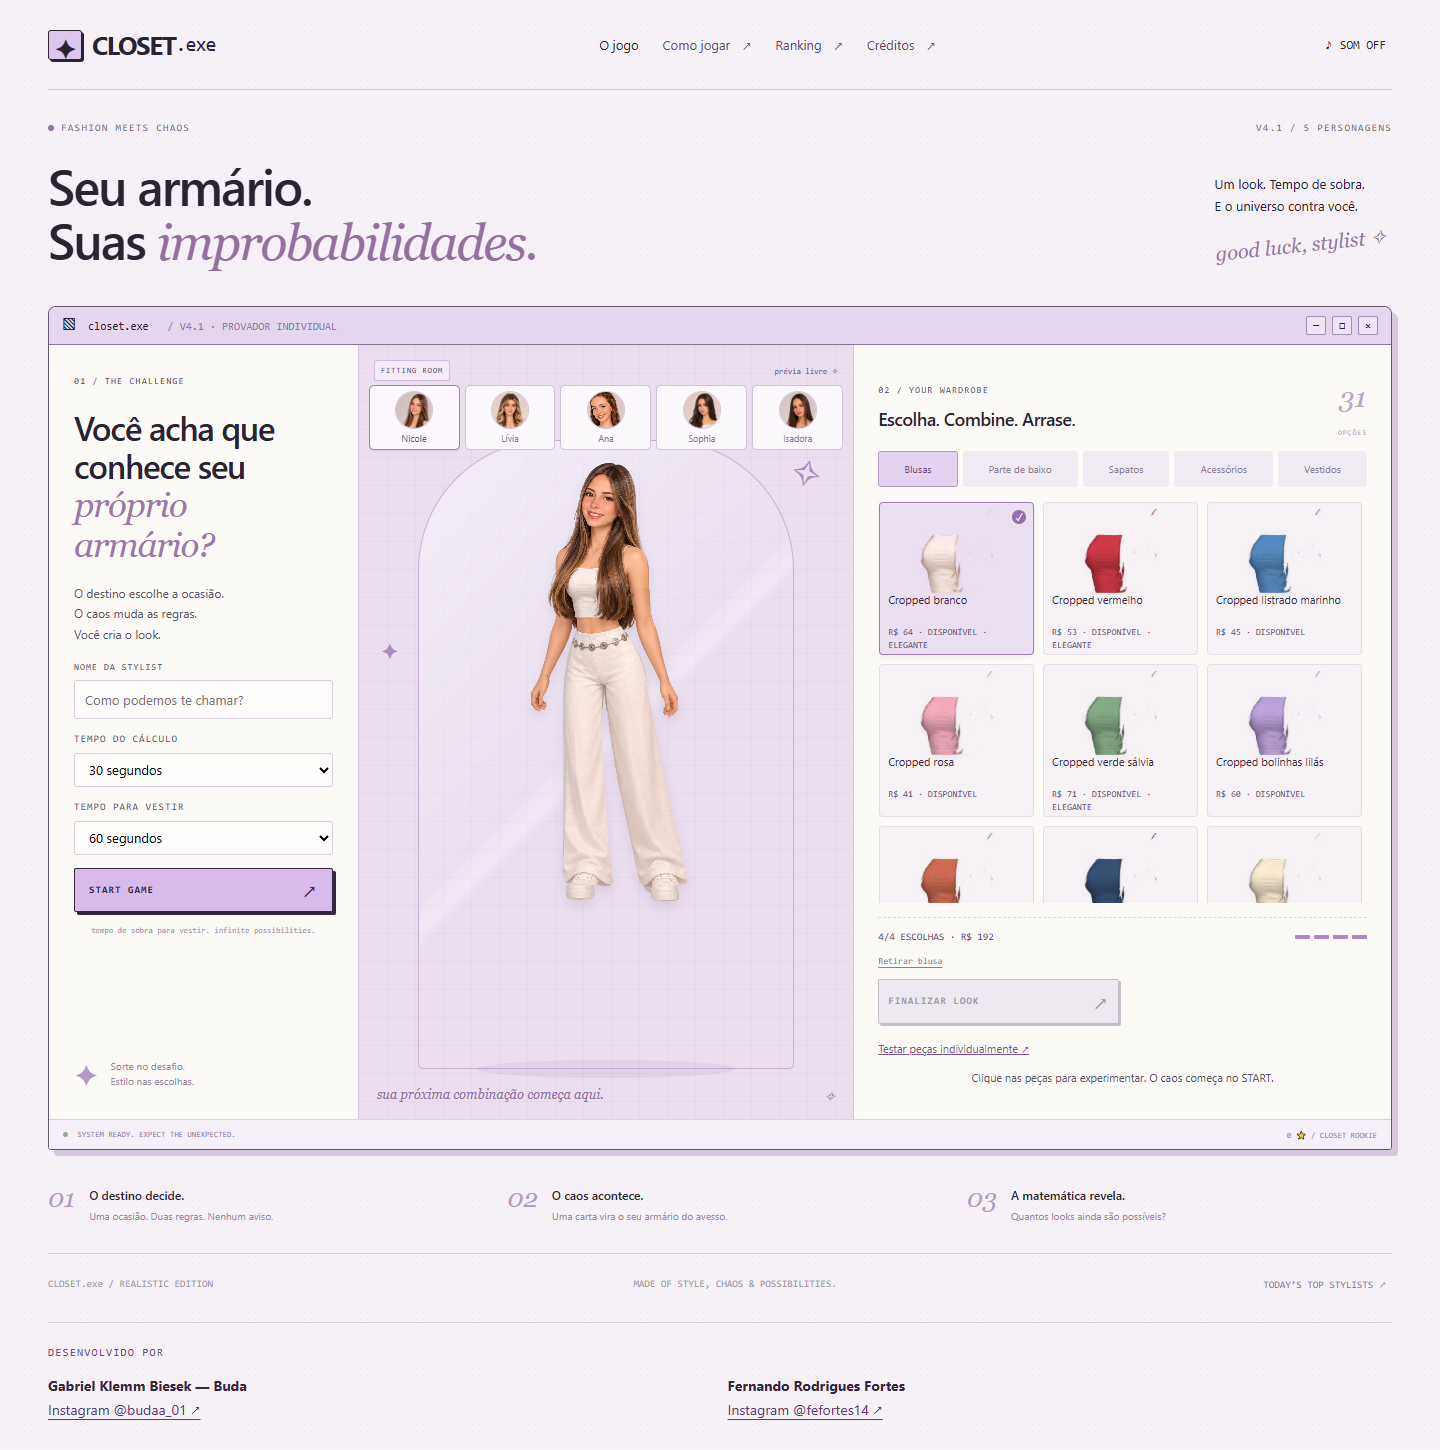 CLOSET.exe
O jogo
Como jogar ↗
Ranking ↗
Créditos ↗
♪ SOM OFF
FASHION MEETS CHAOS
V4.1 / 5 PERSONAGENS
Seu armário.
Suas improbabilidades.
Um look. Tempo de sobra.
E o universo contra você.
good luck, stylist ✧
closet.exe / V4.1 · PROVADOR INDIVIDUAL
01 / THE CHALLENGE
Você acha que
conhece seu
próprio
armário?
O destino escolhe a ocasião.
O caos muda as regras.
Você cria o look.
NOME DA STYLIST
Como podemos te chamar?
TEMPO DO CÁLCULO
30 segundos
TEMPO PARA VESTIR
60 segundos
START GAME ↗
tempo de sobra para vestir. infinite possibilities.
Sorte no desafio.
Estilo nas escolhas.
FITTING ROOM
prévia livre ✧
Nicole
Lívia
Ana
Sophia
Isadora
sua próxima combinação começa aqui.
02 / YOUR WARDROBE
Escolha. Combine. Arrase.
31
OPÇÕES
Blusas
Parte de baixo
Sapatos
Acessórios
Vestidos
Cropped branco
R$ 64 · DISPONÍVEL ·
ELEGANTE
Cropped vermelho
R$ 53 · DISPONÍVEL ·
ELEGANTE
Cropped listrado marinho
R$ 45 · DISPONÍVEL
Cropped rosa
R$ 41 · DISPONÍVEL
Cropped verde sálvia
R$ 71 · DISPONÍVEL ·
ELEGANTE
Cropped bolinhas lilás
R$ 60 · DISPONÍVEL
4/4 ESCOLHAS · R$ 192
Retirar blusa
FINALIZAR LOOK ↗
Testar peças individualmente ↗
Clique nas peças para experimentar. O caos começa no START.
SYSTEM READY. EXPECT THE UNEXPECTED.
0 ⭐ / CLOSET ROOKIE
01
O destino decide.
Uma ocasião. Duas regras. Nenhum aviso.
02
O caos acontece.
Uma carta vira o seu armário do avesso.
03
A matemática revela.
Quantos looks ainda são possíveis?
CLOSET.exe / REALISTIC EDITION
MADE OF STYLE, CHAOS & POSSIBILITIES.
TODAY'S TOP STYLISTS ↗
DESENVOLVIDO POR
Gabriel Klemm Biesek — Buda
Instagram @budaa_01 ↗
Fernando Rodrigues Fortes
Instagram @fefortes14 ↗